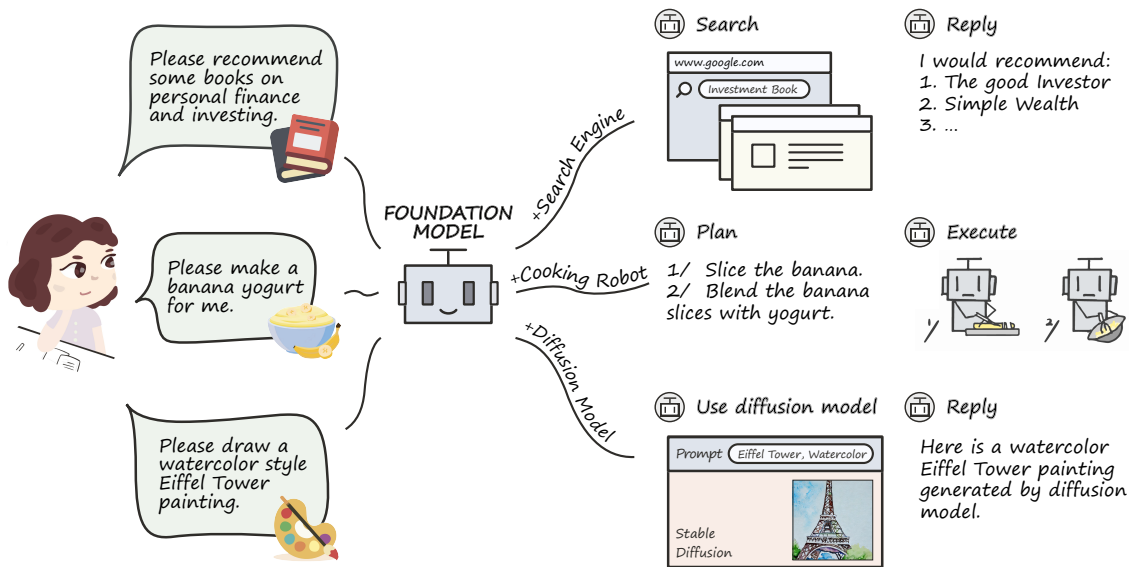 Please recommend
some books on
personal finance
and investing.
Please make a
banana yogurt
for me.
Please draw a
watercolor style
Eiffel Tower
painting.
FOUNDATION
MODEL
+Search Engine
+Cooking Robot
+Diffusion Model
Search
www.google.com
Investment Book
Reply
I would recommend:
1. The good Investor
2. Simple Wealth
3. ...
Plan
1/ Slice the banana.
2/ Blend the banana
slices with yogurt.
Execute
1/
2/
Use diffusion model
Prompt
Eiffel Tower, Watercolor
Stable
Diffusion
Reply
Here is a watercolor
Eiffel Tower painting
generated by diffusion
model.